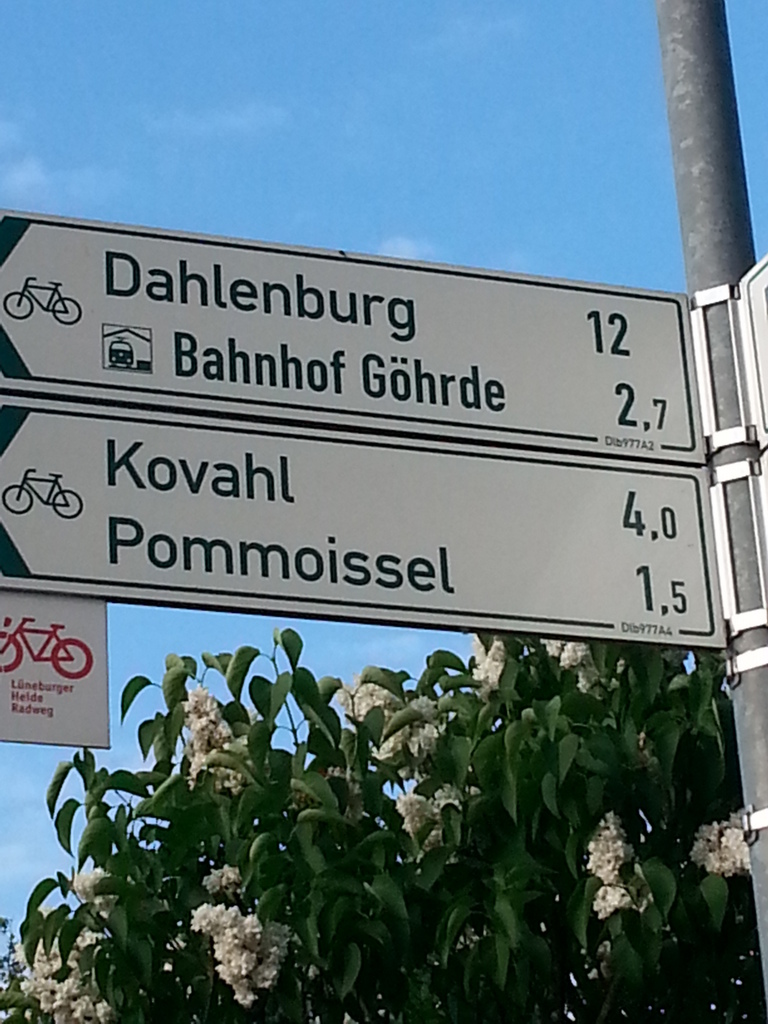 Dahlenburg 12
Bahnhof Göhrde 2,7
Dlb977A2
Kovahl 4,0
Pommoissel 1,5
Dlb977A4
Lüneburger
Heide
Radweg